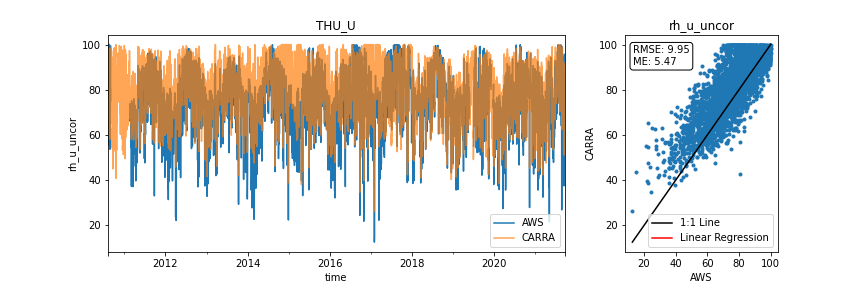 THU_U
rh_u_uncor
100
80
60
40
20
2012
2014
2016
2018
2020
time
AWS
CARRA
rh_u_uncor
RMSE: 9.95
ME: 5.47
CARRA
100
80
60
40
20
20
40
60
80
100
AWS
1:1 Line
Linear Regression